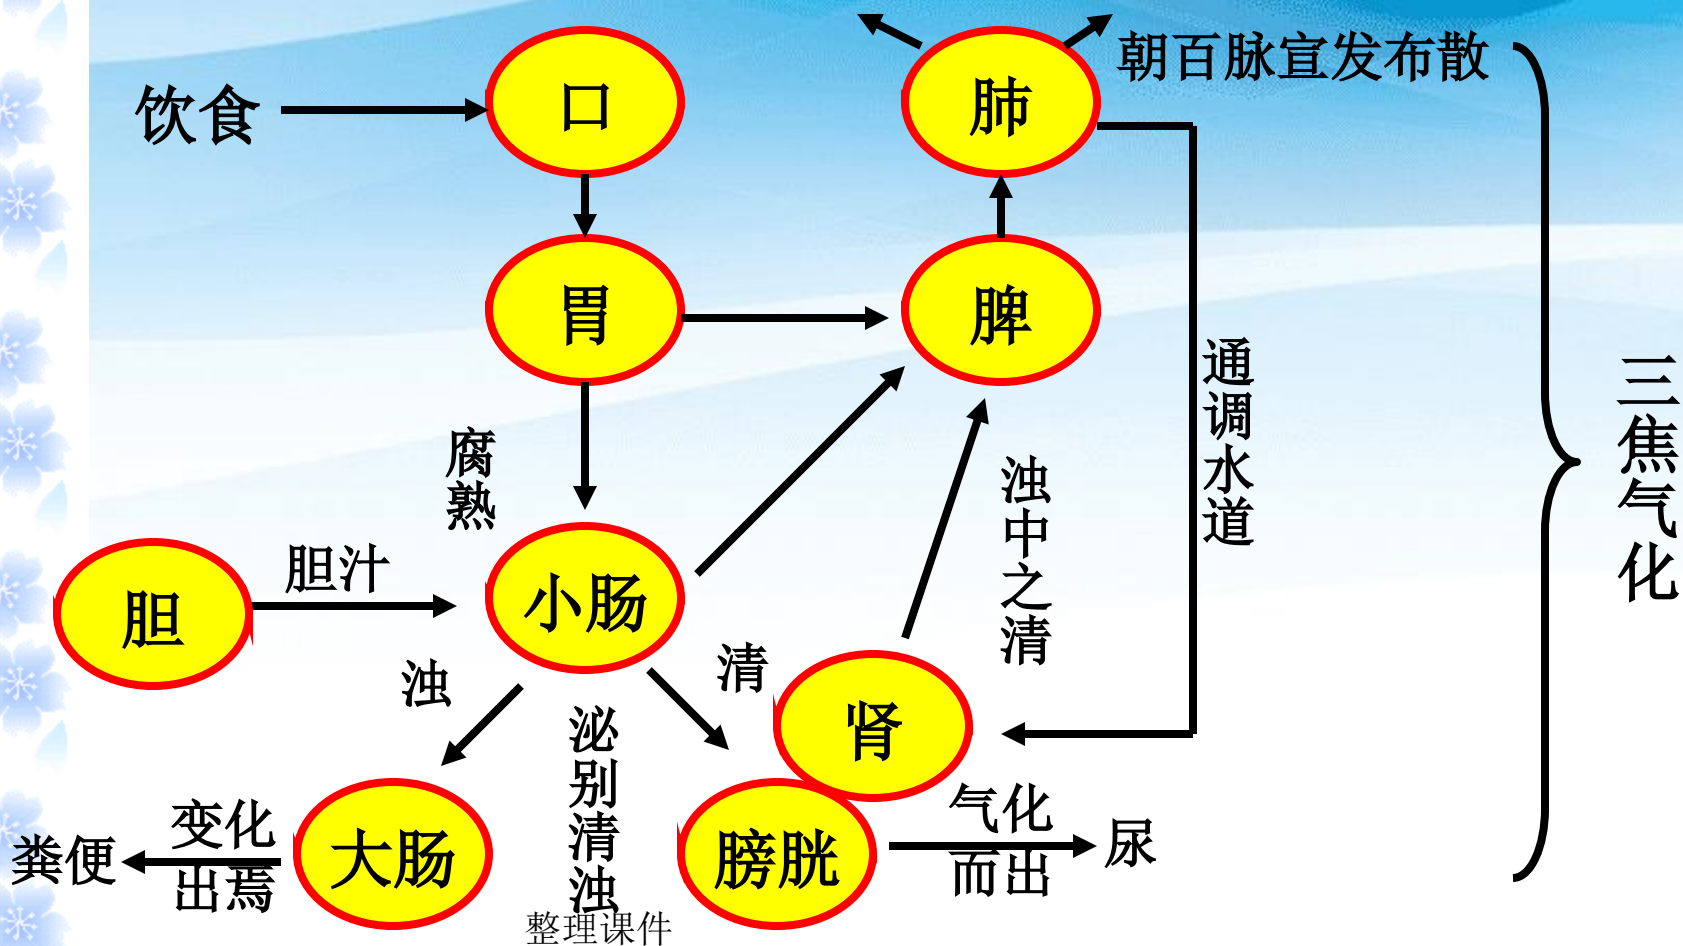 朝百脉宣发布散
饮食
口
肺
胃
脾
通调水道
三焦气化
腐熟
浊中之清
胆汁
胆
小肠
浊
清
泌别清浊
肾
变化
出焉
粪便
大肠
膀胱
气化
而出
尿
整理课件